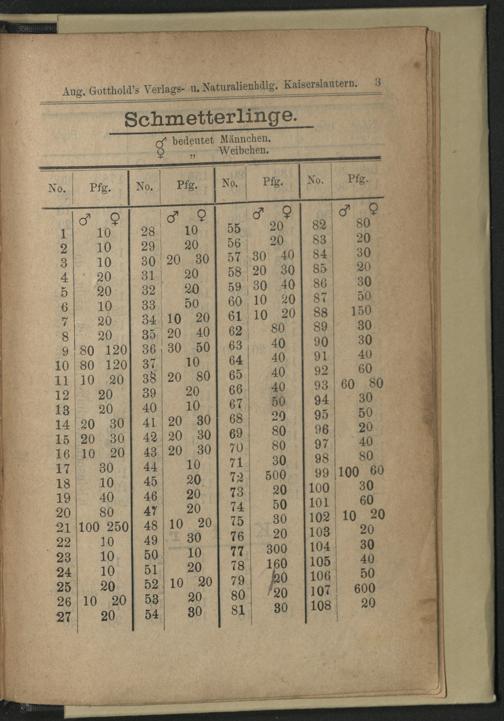 Aug. Gotthold's Verlags- u. Naturalienhdlg. Kaiserslautern. 3
Schmetterlinge.
♂ bedeutet Männchen.
♀ „ Weibchen.
No. Pfg. No. Pfg. No. Pfg. No. Pfg.
♂ ♀ ♂ ♀ ♂ ♀ ♂ ♀
1 10 28 10 55 20 82 80
2 10 29 20 56 20 83 20
3 10 30 20 30 57 30 40 84 30
4 20 31 20 58 20 30 85 20
5 20 32 20 59 30 40 86 30
6 10 33 50 60 10 20 87 50
7 20 34 10 20 61 10 20 88 150
8 20 35 20 40 62 80 89 30
9 80 120 36 30 50 63 40 90 30
10 80 120 37 10 64 40 91 40
11 10 20 38 20 80 65 40 92 60
12 20 39 20 66 40 93 60 80
13 20 40 10 67 50 94 30
14 20 30 41 20 30 68 20 95 50
15 20 30 42 20 30 69 80 96 20
16 10 20 43 20 30 70 80 97 40
17 30 44 10 71 30 98 80
18 10 45 20 72 500 99 100 60
19 40 46 20 73 20 100 30
20 80 47 20 74 50 101 60
21 100 250 48 10 20 75 30 102 10 20
22 10 49 30 76 20 103 20
23 10 50 10 77 300 104 30
24 10 51 20 78 160 105 40
25 20 52 10 20 79 20 106 50
26 10 20 53 20 80 20 107 600
27 20 54 30 81 30 108 20